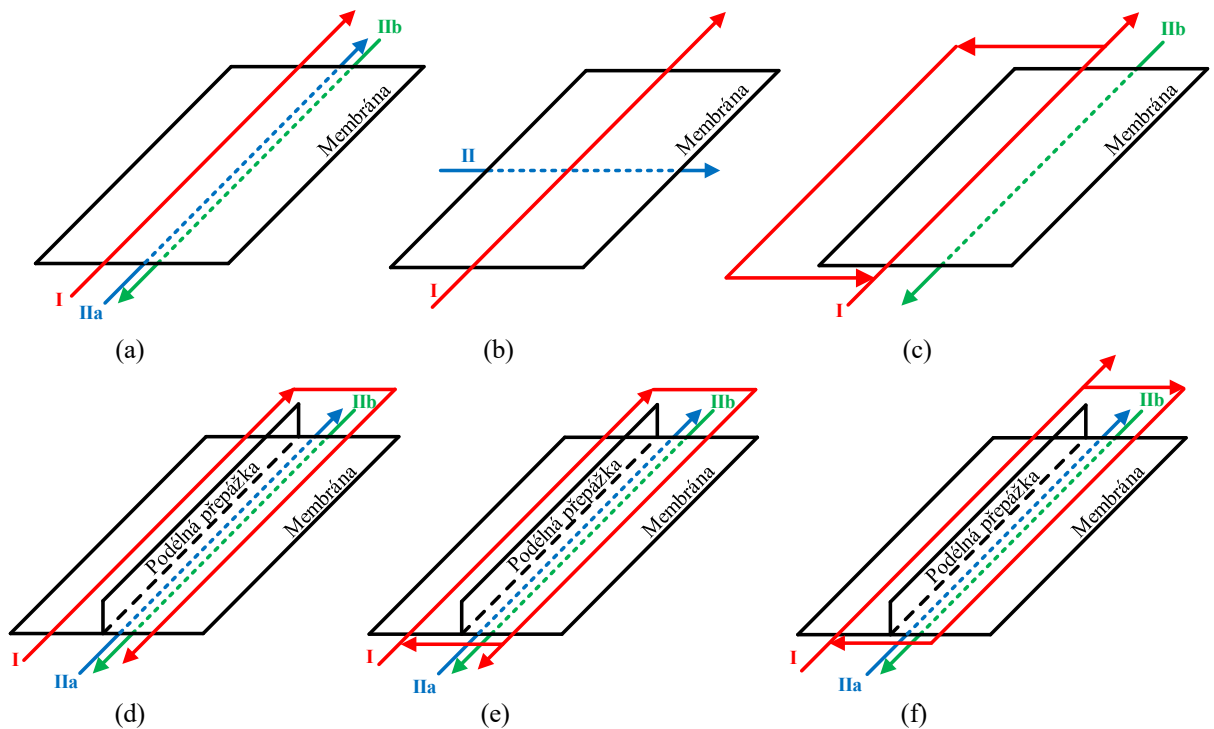 IIb
Membrána
I
IIa
(a)
II
Membrána
I
(b)
IIb
Membrána
I
(c)
IIb
Podélná přepážka
Membrána
I
IIa
(d)
IIb
Podélná přepážka
Membrána
I
IIa
(e)
IIb
Podélná přepážka
Membrána
I
IIa
(f)